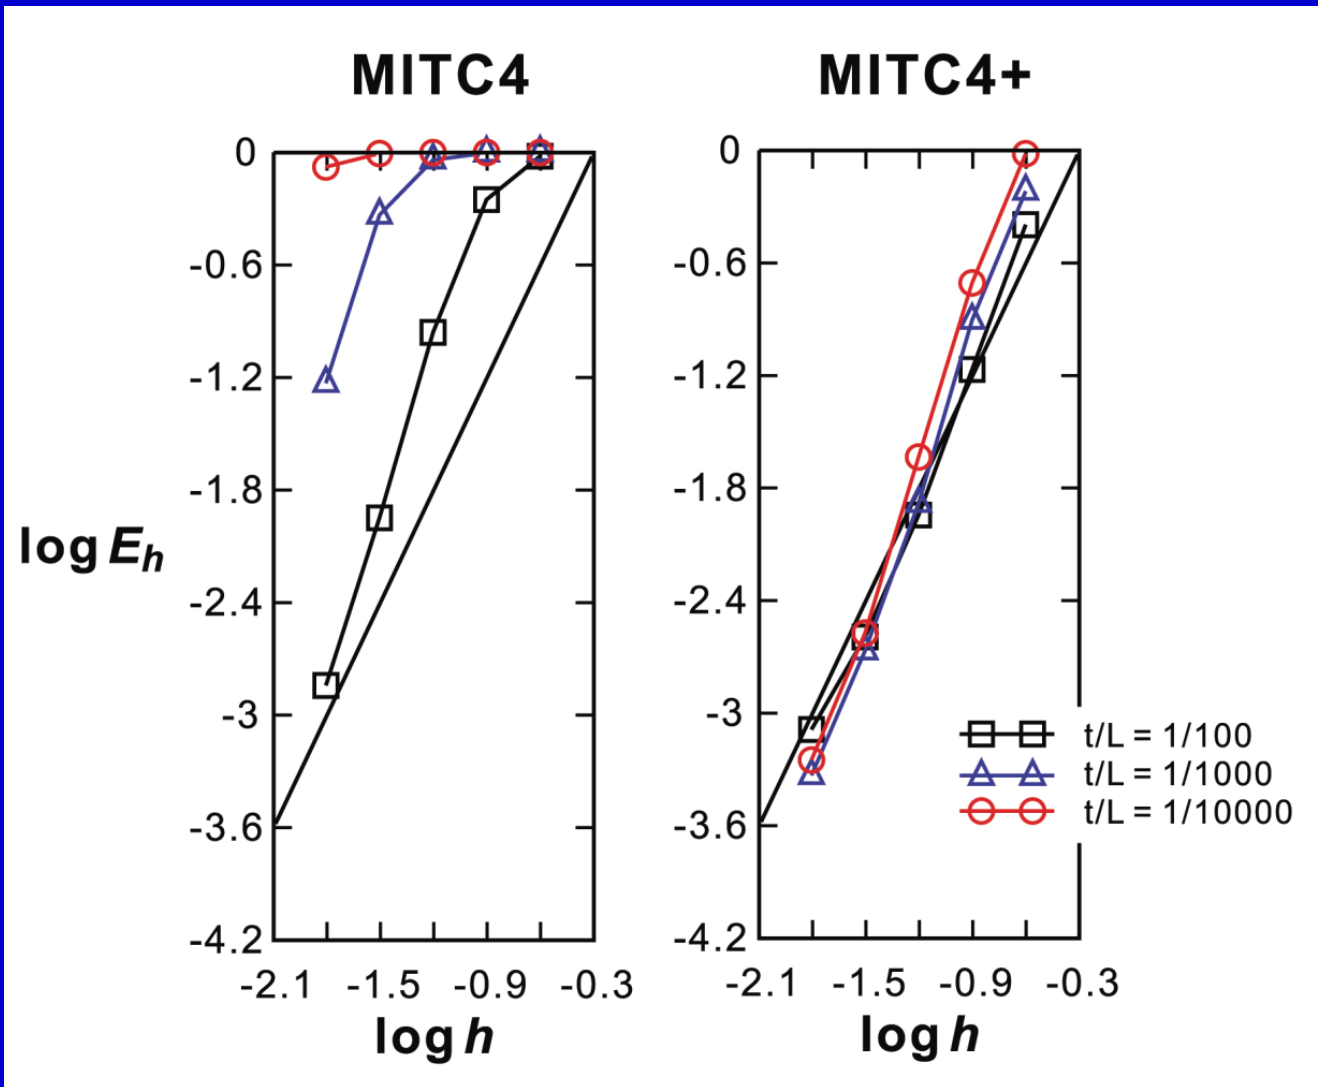 MITC4
MITC4+
0
-0.6
-1.2
-1.8
-2.4
-3
-3.6
-4.2
-2.1 -1.5 -0.9 -0.3
log h
log Eh
0
-0.6
-1.2
-1.8
-2.4
-3
-3.6
-4.2
-2.1 -1.5 -0.9 -0.3
log h
t/L = 1/100
t/L = 1/1000
t/L = 1/10000